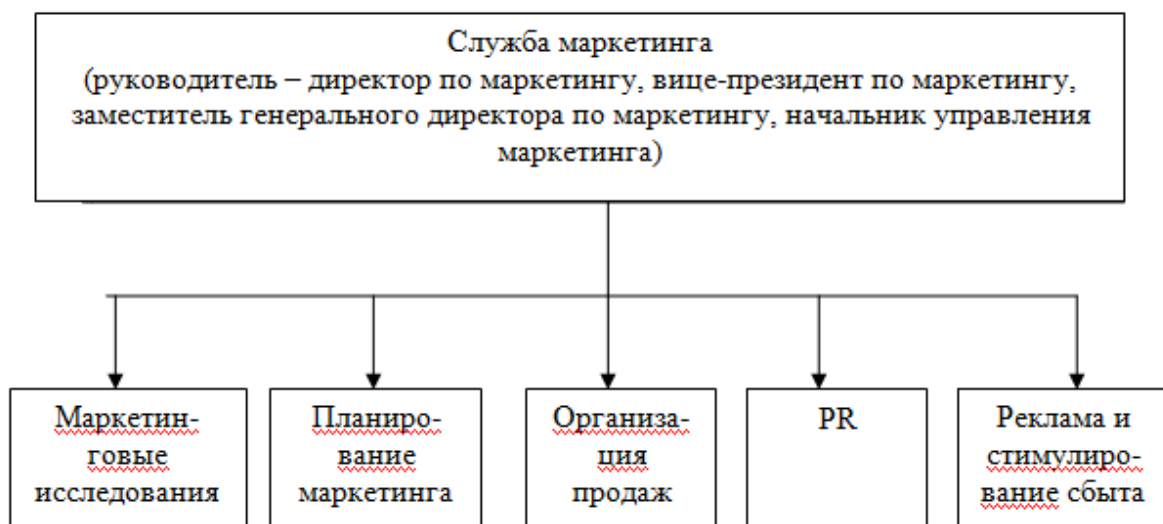 Служба маркетинга
(руководитель – директор по маркетингу, вице-президент по маркетингу,
заместитель генерального директора по маркетингу, начальник управления
маркетинга)
Маркетин-
говые
исследования
Планиро-
вание
маркетинга
Организа-
ция
продаж
PR
Реклама и
стимулиро-
вание сбыта